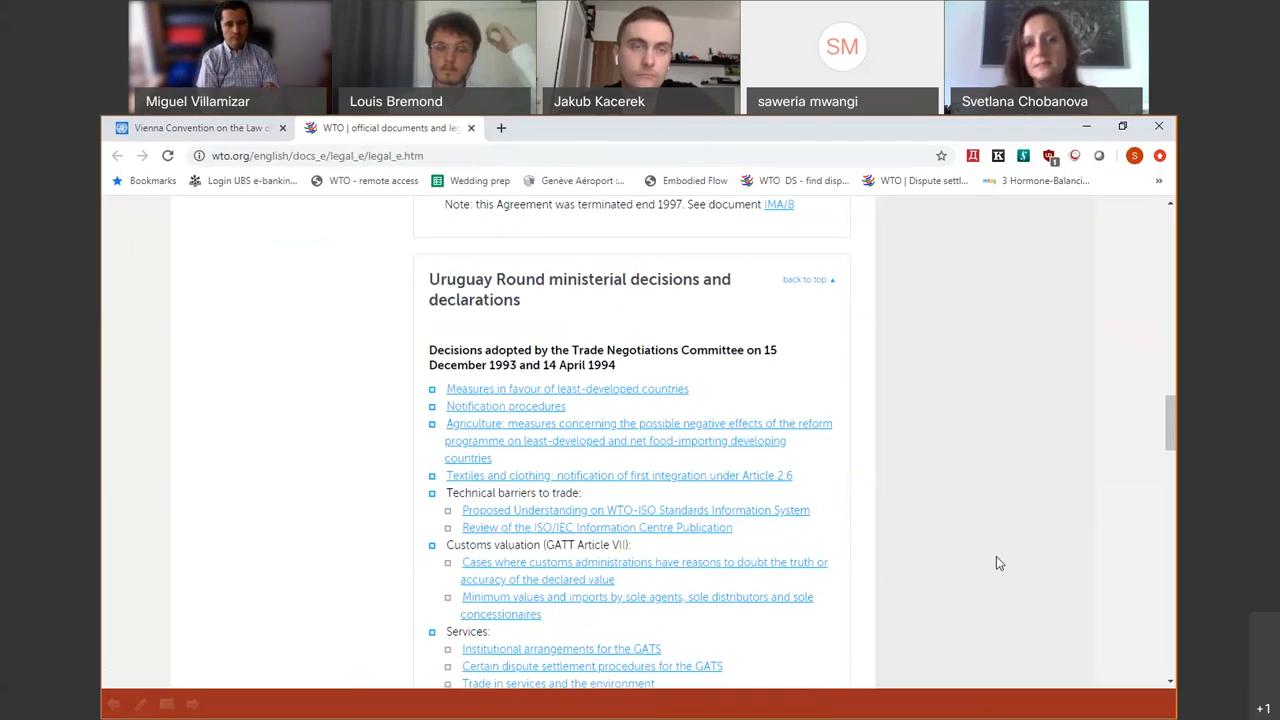 SM
Miguel Villamizar
Louis Bremond
Jakub Kacerek
saweria mwangi
Svetlana Chobanova
Vienna Convention on the Law o
WTO | official documents and leg
wto.org/english/docs_e/legal_e/legal_e.htm
Д
K
S
1
S
Bookmarks
Login UBS e-bankin...
WTO - remote access
Wedding prep
Genève Aéroport :...
Embodied Flow
WTO DS - find disp...
WTO | Dispute settl...
3 Hormone-Balanci...
»
Note: this Agreement was terminated end 1997. See document IMA/8
Uruguay Round ministerial decisions and
declarations
back to top
Decisions adopted by the Trade Negotiations Committee on 15
December 1993 and 14 April 1994
Measures in favour of least-developed countries
Notification procedures
Agriculture: measures concerning the possible negative effects of the reform
programme on least-developed and net food-importing developing
countries
Textiles and clothing: notification of first integration under Article 2.6
Technical barriers to trade:
Proposed Understanding on WTO-ISO Standards Information System
Review of the ISO/IEC Information Centre Publication
Customs valuation (GATT Article VII):
Cases where customs administrations have reasons to doubt the truth or
accuracy of the declared value
Minimum values and imports by sole agents, sole distributors and sole
concessionaires
Services:
Institutional arrangements for the GATS
Certain dispute settlement procedures for the GATS
Trade in services and the environment
+1